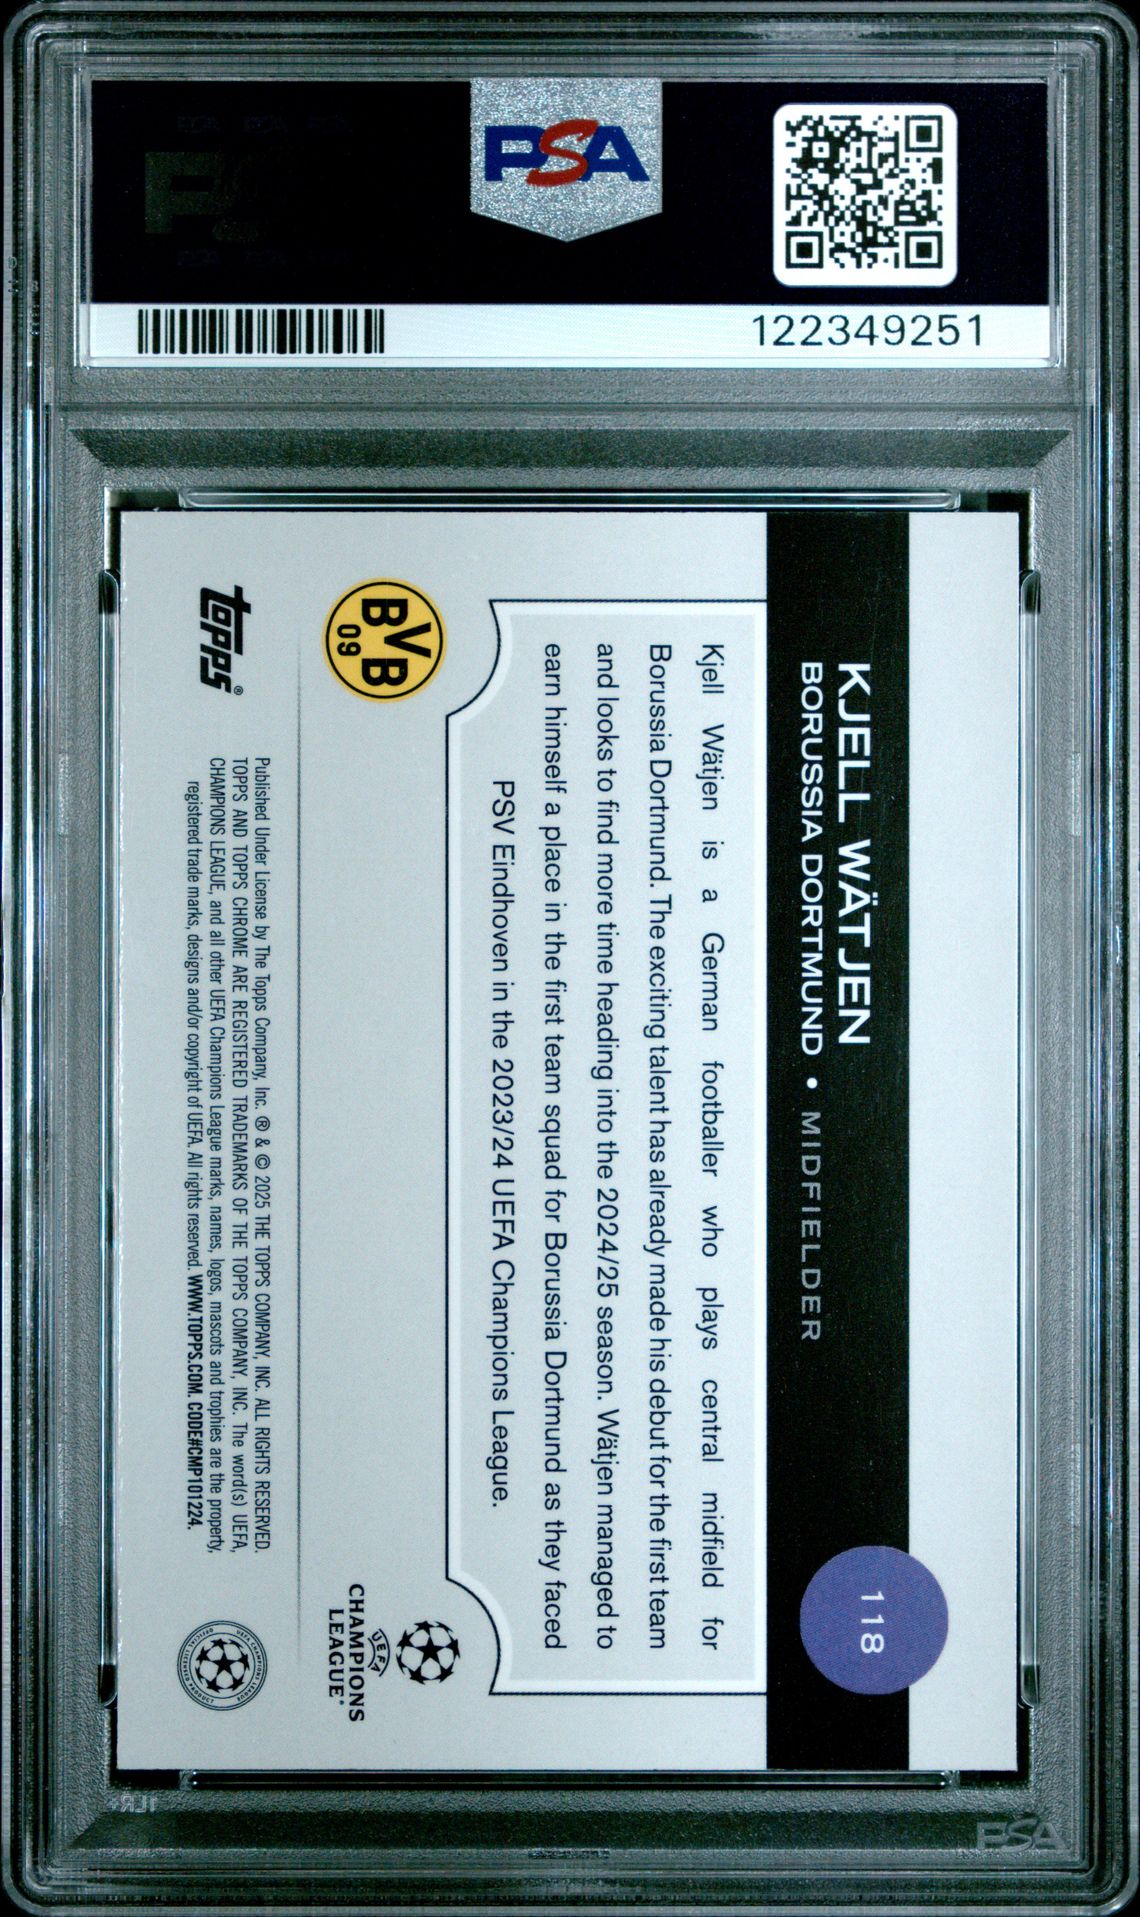 PSA
122349251
KJELL WÄTJEN
BORUSSIA DORTMUND • MIDFIELDER
118
Kjell Wätjen is a German footballer who plays central midfield for
Borussia Dortmund. The exciting talent has already made his debut for the first team
and looks to find more time heading into the 2024/25 season. Wätjen managed to
earn himself a place in the first team squad for Borussia Dortmund as they faced
PSV Eindhoven in the 2023/24 UEFA Champions League.
BVB
09
UEFA
CHAMPIONS
LEAGUE®
topps®
Published Under License by The Topps Company, Inc. ® & © 2025 THE TOPPS COMPANY, INC. ALL RIGHTS RESERVED.
TOPPS AND TOPPS CHROME ARE REGISTERED TRADEMARKS OF THE TOPPS COMPANY, INC. The word(s) UEFA,
CHAMPIONS LEAGUE, and all other UEFA Champions League marks, names, logos, mascots and trophies are the property,
registered trade marks, designs and/or copyright of UEFA. All rights reserved. WWW.TOPPS.COM. CODE#CMP101224.
UEFA CHAMPIONS LEAGUE
OFFICIAL LICENSED PRODUCT
PSA